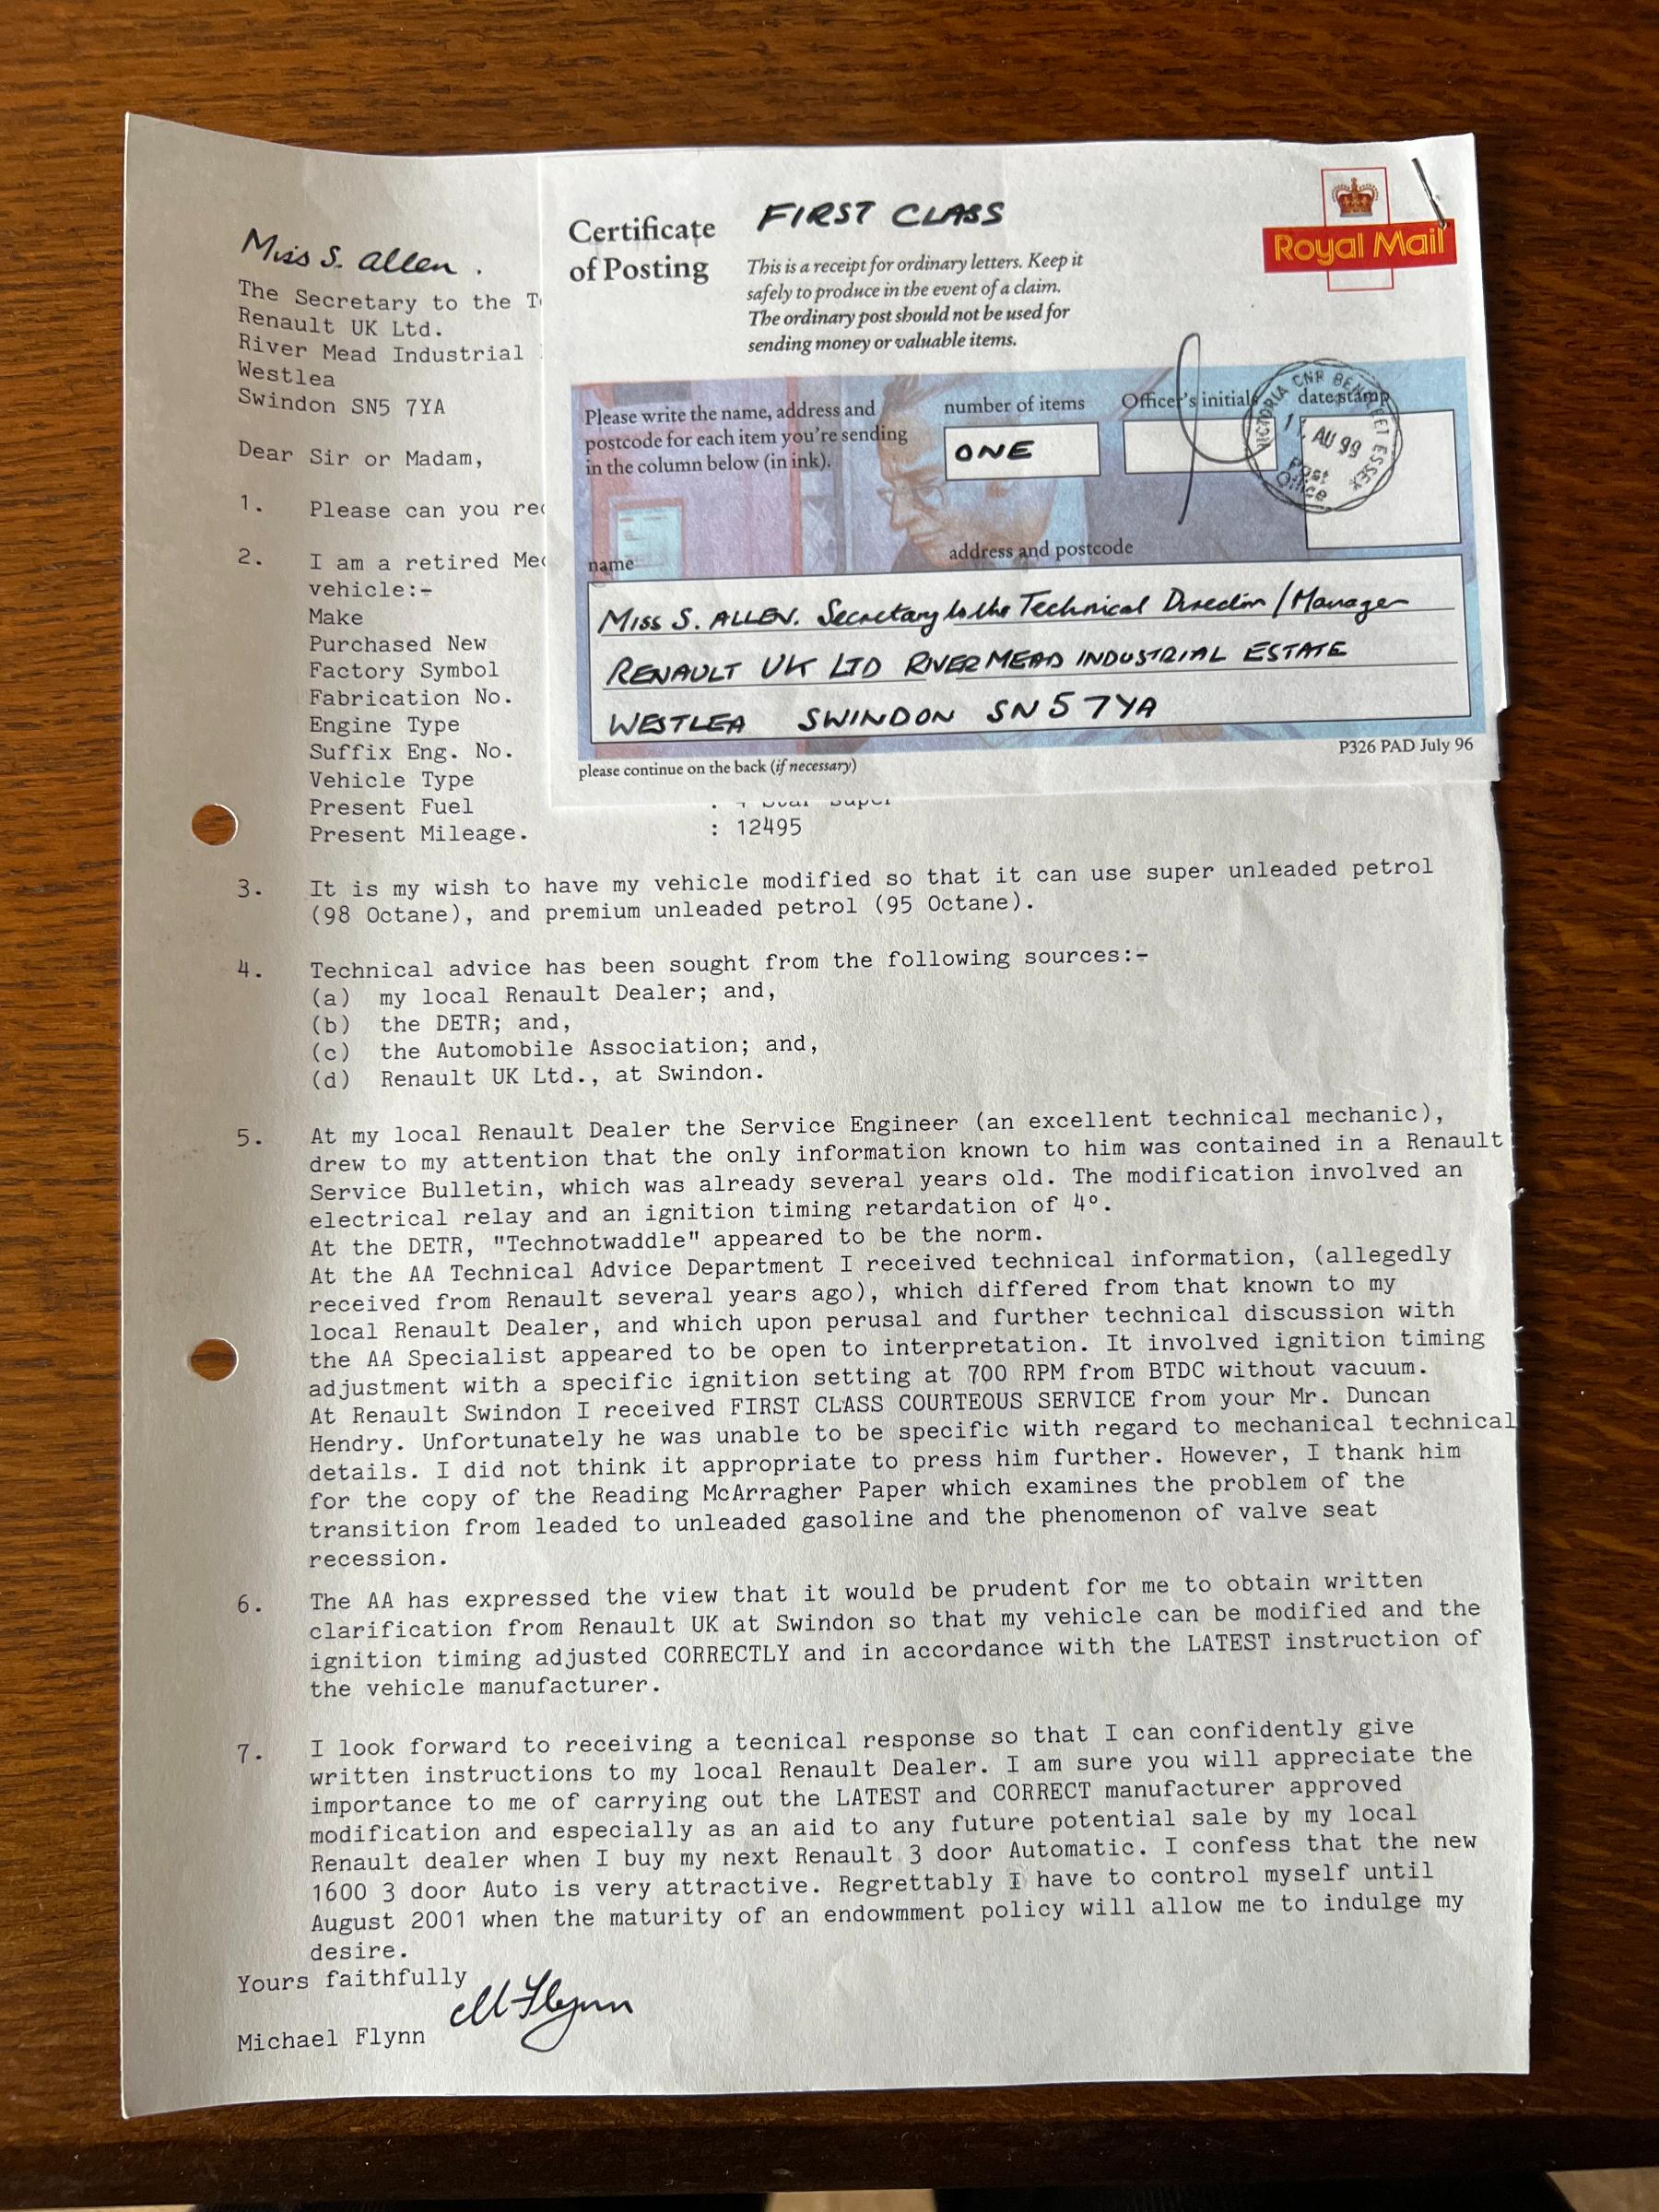 Miss S. Allen.
The Secretary to the
Renault UK Ltd.
River Mead Industrial
Westlea
Swindon SN5 7YA
Dear Sir or Madam,
1. Please can you
2. I am a retired
vehicle:-
Make
Purchased New
Factory Symbol
Fabrication No.
Engine Type
Suffix Eng. No.
Vehicle Type
Present Fuel
Present Mileage. : 12495
Certificate
of Posting
FIRST CLASS
This is a receipt for ordinary letters. Keep it
safely to produce in the event of a claim.
The ordinary post should not be used for
sending money or valuable items.
Royal Mail
Please write the name, address and
postcode for each item you're sending
in the column below (in ink).
number of items
ONE
Officer's initials
date stamp
VICTORIA CNR BENFLEET ESSEX
AU 99
Post
Office
name
address and postcode
MISS S. ALLEN. Secretary to the Technical Director/Manager
RENAULT UK LTD RIVERMEAD INDUSTRIAL ESTATE
WESTLEA SWINDON SN5 7YA
P326 PAD July 96
please continue on the back (if necessary)
3. It is my wish to have my vehicle modified so that it can use super unleaded petrol
(98 Octane), and premium unleaded petrol (95 Octane).
4. Technical advice has been sought from the following sources:-
(a) my local Renault Dealer; and,
(b) the DETR; and,
(c) the Automobile Association; and,
(d) Renault UK Ltd., at Swindon.
5. At my local Renault Dealer the Service Engineer (an excellent technical mechanic),
drew to my attention that the only information known to him was contained in a Renault
Service Bulletin, which was already several years old. The modification involved an
electrical relay and an ignition timing retardation of 4º.
At the DETR, "Technotwaddle" appeared to be the norm.
At the AA Technical Advice Department I received technical information, (allegedly
received from Renault several years ago), which differed from that known to my
local Renault Dealer, and which upon perusal and further technical discussion with
the AA Specialist appeared to be open to interpretation. It involved ignition timing
adjustment with a specific ignition setting at 700 RPM from BTDC without vacuum.
At Renault Swindon I received FIRST CLASS COURTEOUS SERVICE from your Mr. Duncan
Hendry. Unfortunately he was unable to be specific with regard to mechanical technical
details. I did not think it appropriate to press him further. However, I thank him
for the copy of the Reading McArragher Paper which examines the problem of the
transition from leaded to unleaded gasoline and the phenomenon of valve seat
recession.
6. The AA has expressed the view that it would be prudent for me to obtain written
clarification from Renault UK at Swindon so that my vehicle can be modified and the
ignition timing adjusted CORRECTLY and in accordance with the LATEST instruction of
the vehicle manufacturer.
7. I look forward to receiving a tecnical response so that I can confidently give
written instructions to my local Renault Dealer. I am sure you will appreciate the
importance to me of carrying out the LATEST and CORRECT manufacturer approved
modification and especially as an aid to any future potential sale by my local
Renault dealer when I buy my next Renault 3 door Automatic. I confess that the new
1600 3 door Auto is very attractive. Regrettably I have to control myself until
August 2001 when the maturity of an endowmment policy will allow me to indulge my
desire.
Yours faithfully
M Flynn
Michael Flynn